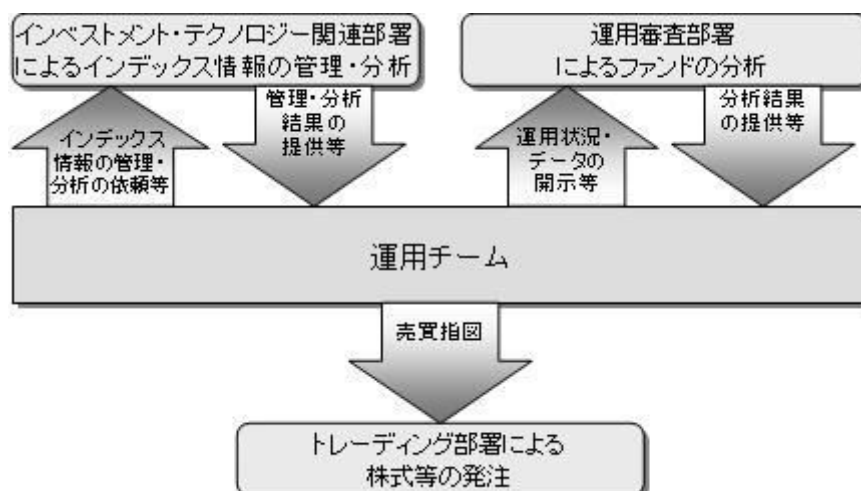 インベストメント・テクノロジー関連部署
によるインデックス情報の管理・分析
運用審査部署
によるファンドの分析
インデックス
情報の管理・
分析の依頼等
管理・分析
結果の
提供等
運用状況・
データの
開示等
分析結果
の提供等
運用チーム
売買指図
トレーディング部署による
株式等の発注